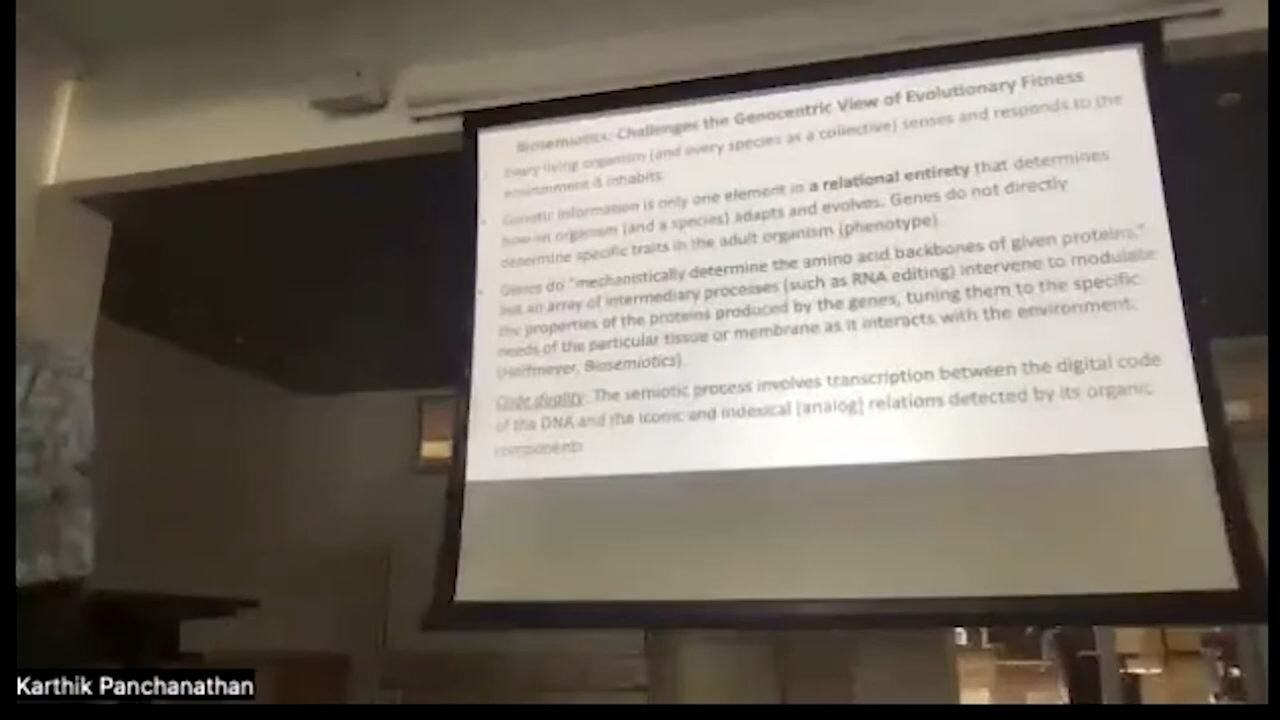 Biosemiotics: Challenges the Genocentric View of Evolutionary Fitness
Every living organism (and every species as a collective) senses and responds to the
environment it inhabits
Genetic information is only one element in a relational entirety that determines
how an organism (and a species) adapts and evolves. Genes do not directly
determine specific traits in the adult organism (phenotype)
Genes do "mechanistically determine the amino acid backbones of given proteins,"
but an array of intermediary processes (such as RNA editing) intervene to modulate
the properties of the proteins produced by the genes, tuning them to the specific
needs of the particular tissue or membrane as it interacts with the environment.
(Hoffmeyer, Biosemiotics).
Code duality: The semiotic process involves transcription between the digital code
of the DNA and the iconic and indexical (analog) relations detected by its organic
components
Karthik Panchanathan